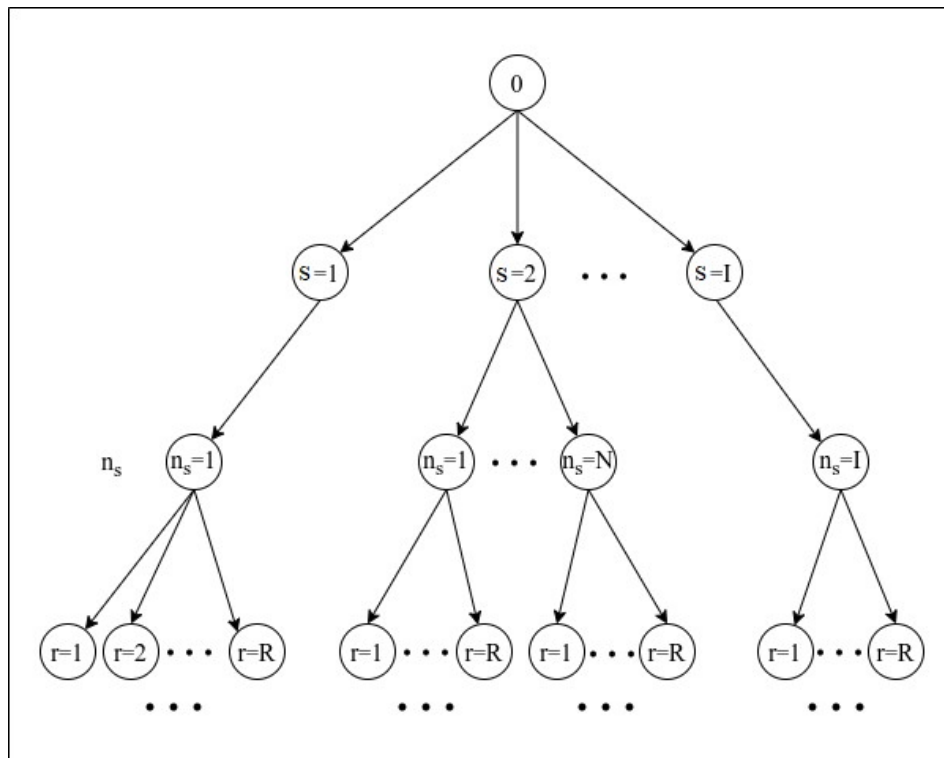 0
S=1 S=2 ... S=I
n_s n_s=1 n_s=1 ... n_s=N n_s=I
r=1 r=2 ... r=R r=1 ... r=R r=1 ... r=R r=1 ... r=R
... ... ... ...